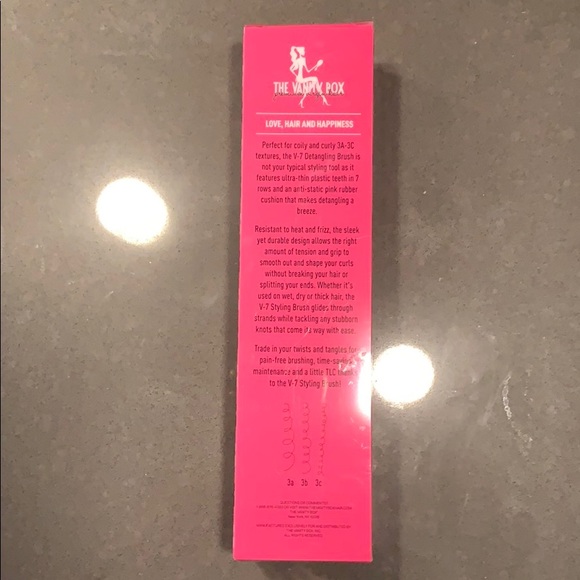 THE VANITY BOX
LOVE, HAIR AND HAPPINESS
Perfect for coily and curly 3A-3C
textures, the V-7 Detangling Brush is
not your typical styling tool as it
features ultra-thin plastic teeth in 7
rows and an anti-static pink rubber
cushion that makes detangling a
breeze.
Resistant to heat and frizz, the sleek
yet durable design allows the right
amount of tension and grip to
smooth out and shape your curls
without breaking your hair or
splitting your ends. Whether it's
used on wet, dry or thick hair, the
V-7 Styling Brush glides through
strands while tackling any stubborn
knots that come its way with ease.
Trade in your twists and tangles for
pain-free brushing, time-saving
maintenance and a little TLC
to the V-7 Styling Brush!
3a 3b 3c
ALL RIGHTS RESERVED